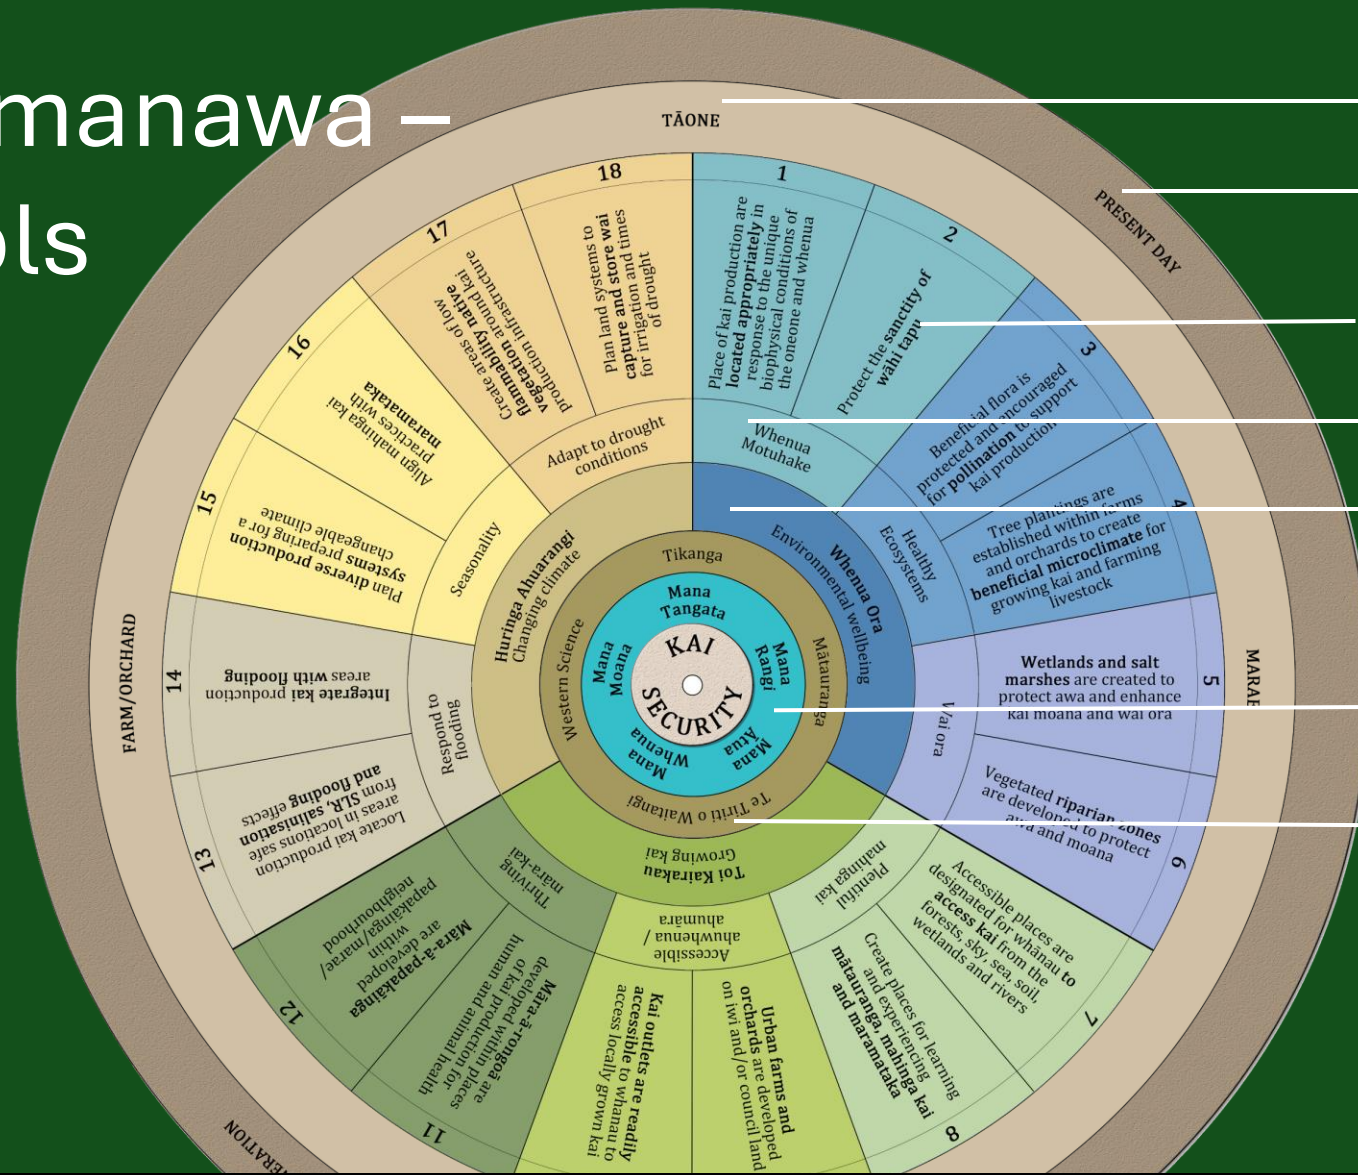 manawa –
ols
TĀONE
PRESENT DAY
MARAE
FARM/ORCHARD
ERATION
1
Place of kai production are
located appropriately in
response to the unique
biophysical conditions of
the oneone and whenua
2
Protect the sanctity of
wāhi tapu
Whenua
Motuhake
3
Beneficial flora is
protected and encouraged
for pollination to support
kai production
4
Tree plantings are
established within farms
and orchards to create
beneficial microclimate for
growing kai and farming
livestock
Healthy
Ecosystems
5
Wetlands and salt
marshes are created to
protect awa and enhance
kai moana and wai ora
6
Vegetated riparian zones
are developed to protect
awa and moana
Wai ora
7
Accessible places are
designated for whānau to
access kai from the
forests, sky, sea, soil,
wetlands and rivers
8
Create places for learning
and experiencing
mātauranga, mahinga kai
and maramataka
Plentiful
mahinga kai
Urban farms and
orchards are developed
on iwi and/or council land
Kai outlets are readily
accessible to whanau to
access locally grown kai
Accessible
ahuwhenua /
ahumāra
11
Mara-ā-rongoā are
developed within places
of kai production for
human and animal health
12
Mara-ā-papakāinga
are developed
within
papakāinga/marae/
neighbourhood
Thriving
māra-kai
13
Locate kai production
areas in locations safe
from SLR, salinisation
and flooding effects
14
Integrate kai production
areas with flooding
Respond to
flooding
15
Plan diverse production
systems preparing for a
changeable climate
16
Align mahinga kai
practices with
maramataka
Seasonality
17
Create areas of low
flammability native
vegetation around kai
production infrastructure
18
Plan land systems to
capture and store wai
for irrigation and times
of drought
Adapt to drought
conditions
Whenua Ora
Environmental wellbeing
Toi Kairakau
Growing kai
Huringa Ahuarangi
Changing climate
Tikanga
Mātauranga
Te Tiriti o Waitangi
Western Science
Mana
Tangata
Mana
Rangi
Mana
Atua
Mana
Whenua
Mana
Moana
KAI
SECURITY